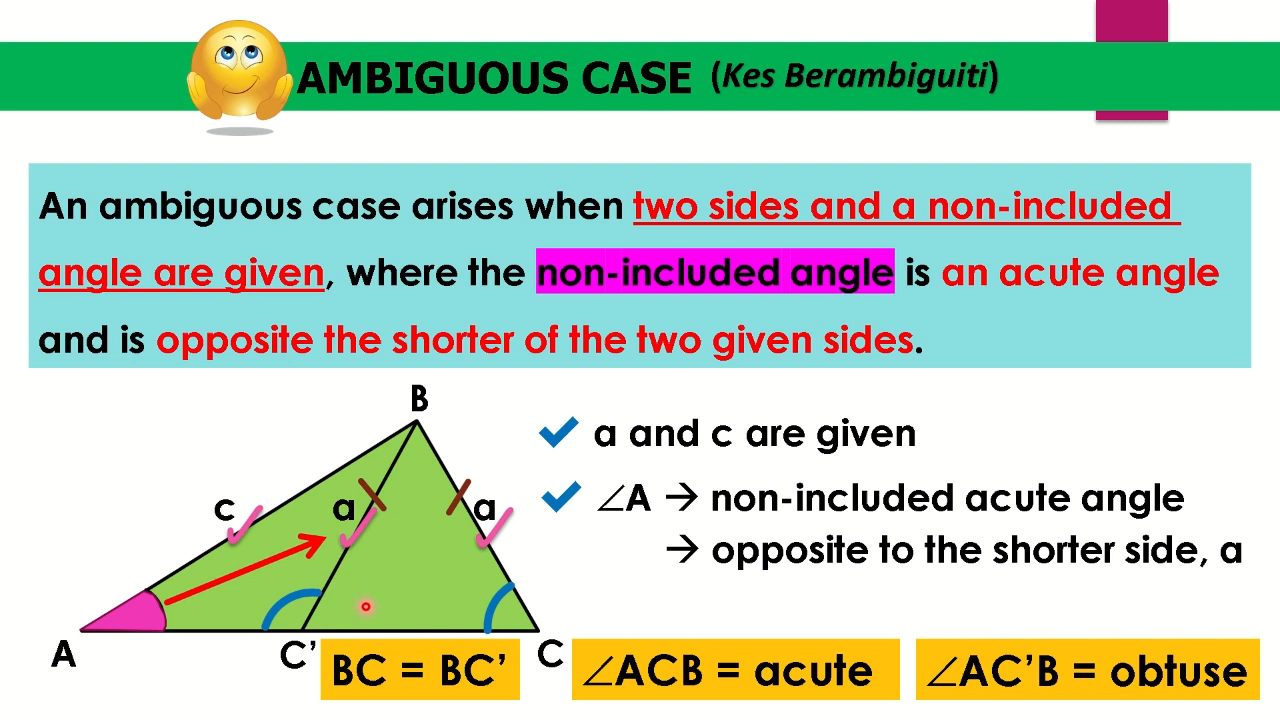 AMBIGUOUS CASE (Kes Berambiguiti)
An ambiguous case arises when two sides and a non-included
angle are given, where the non-included angle is an acute angle
and is opposite the shorter of the two given sides.
B
a and c are given
c
a
a
∠A → non-included acute angle
→ opposite to the shorter side, a
A
C’
C
BC = BC’
∠ACB = acute
∠AC’B = obtuse